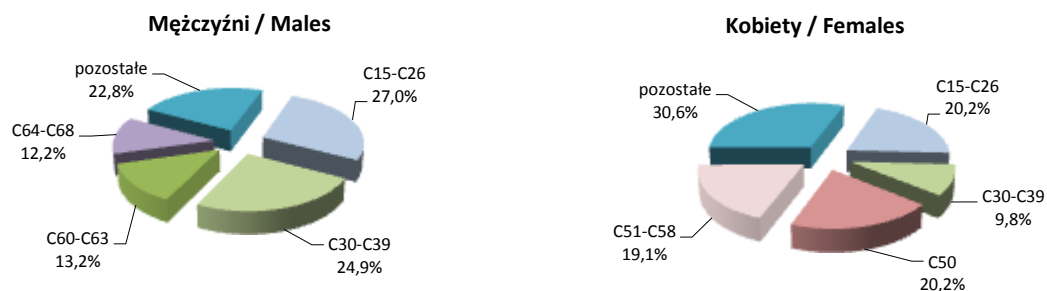 Mężczyźni / Males
pozostałe
22,8%
C15-C26
27,0%
C64-C68
12,2%
C60-C63
13,2%
C30-C39
24,9%
Kobiety / Females
pozostałe
30,6%
C15-C26
20,2%
C30-C39
9,8%
C51-C58
19,1%
C50
20,2%